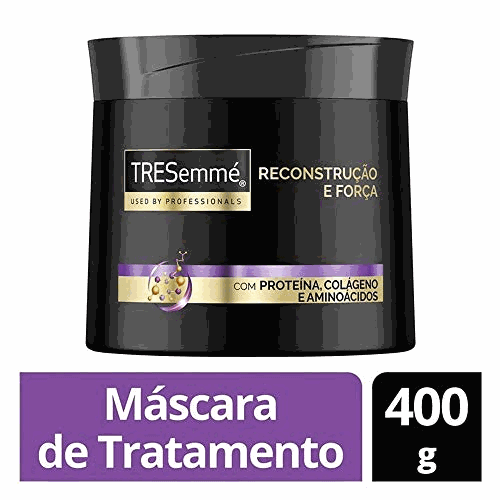 TRESemmé®
USED BY PROFESSIONALS
RECONSTRUÇÃO
E FORÇA
COM PROTEÍNA, COLÁGENO
E AMINOÁCIDOS
Máscara
de Tratamento
400
g